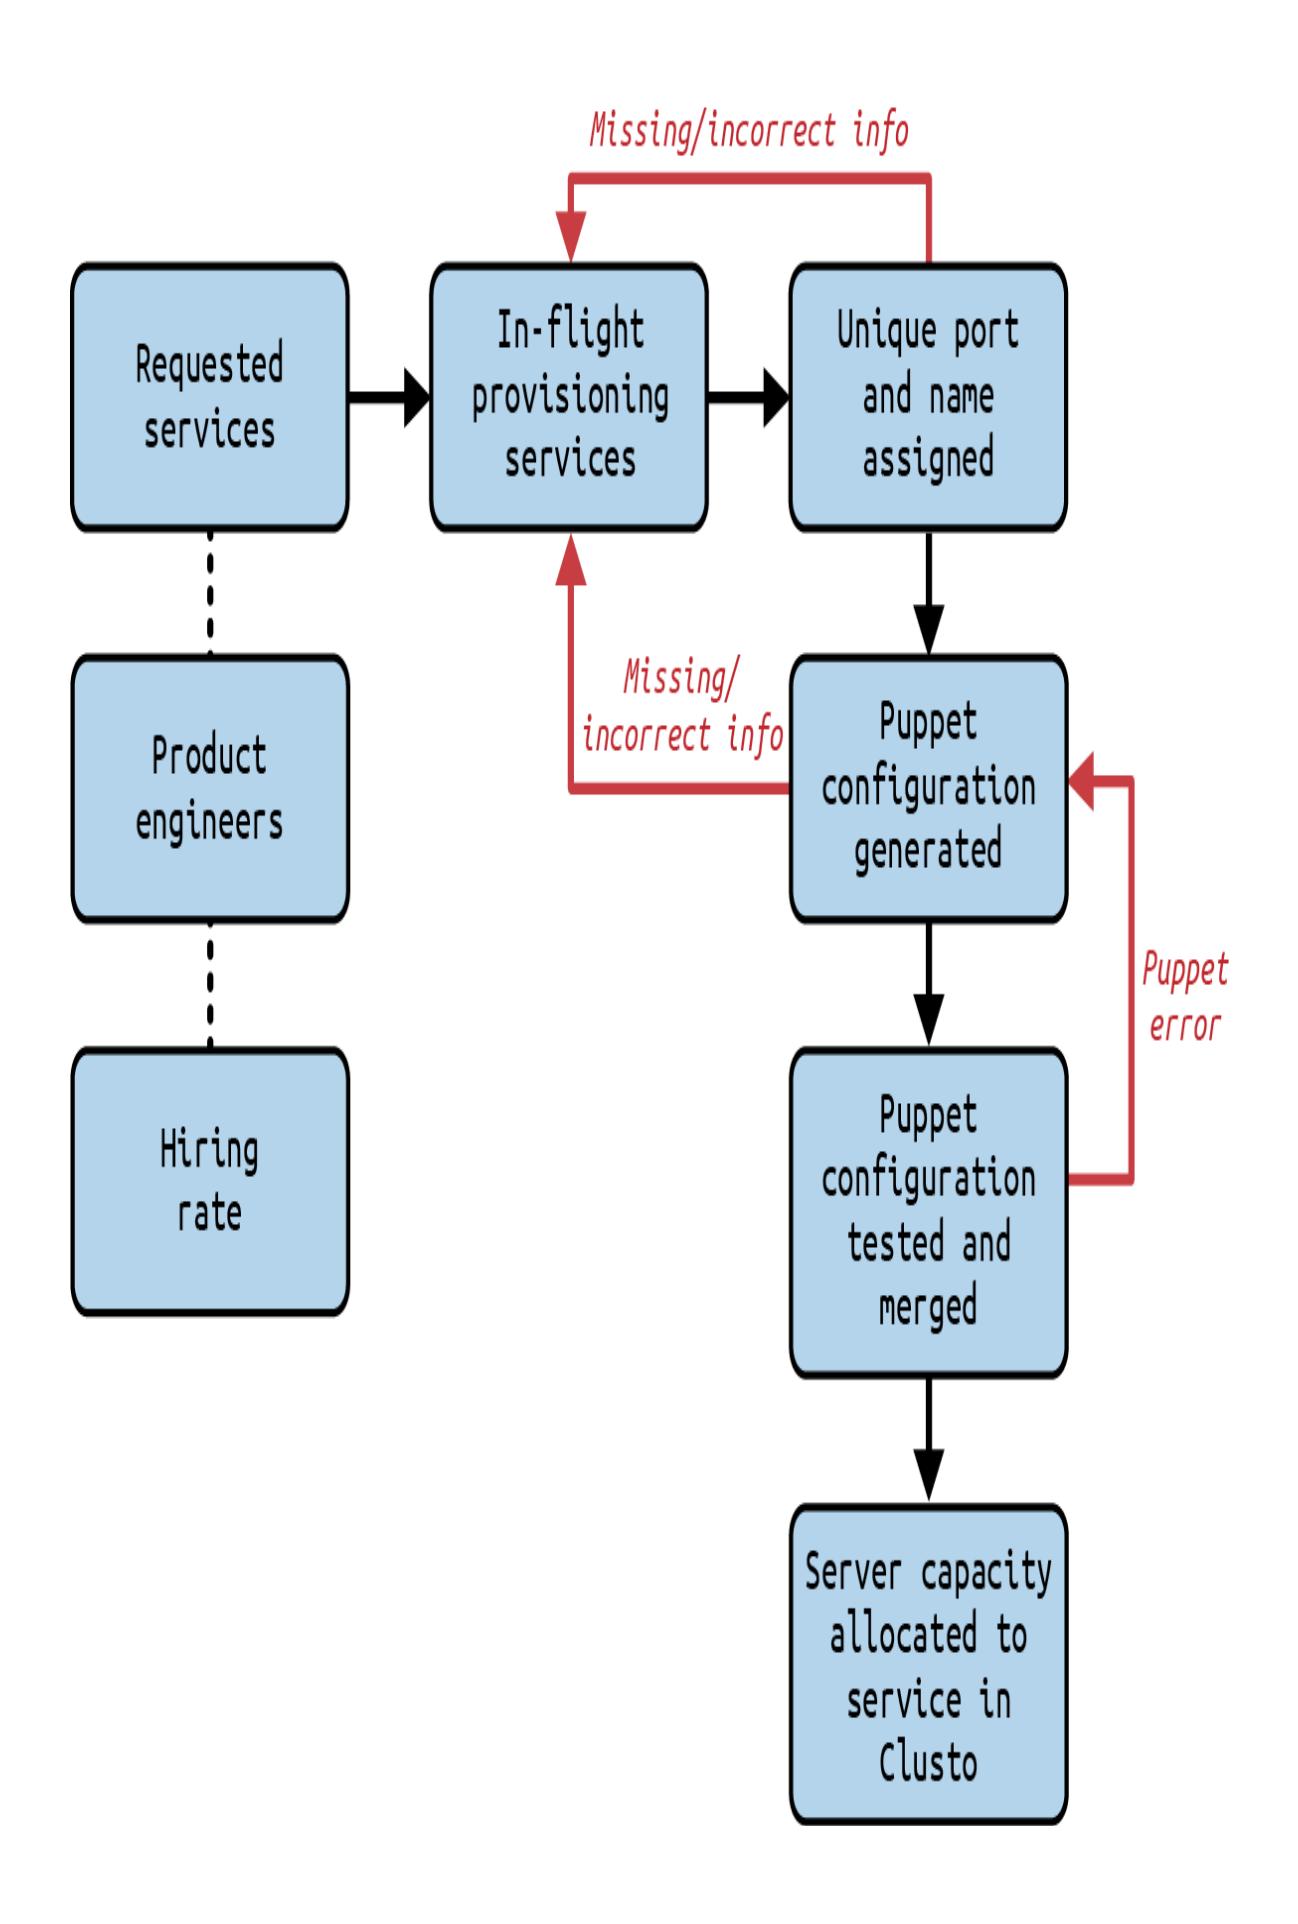 Missing/incorrect info
Requested
services
In-flight
provisioning
services
Unique port
and name
assigned
Product
engineers
Missing/
incorrect info
Puppet
configuration
generated
Puppet
error
Hiring
rate
Puppet
configuration
tested and
merged
Server capacity
allocated to
service in
Clusto